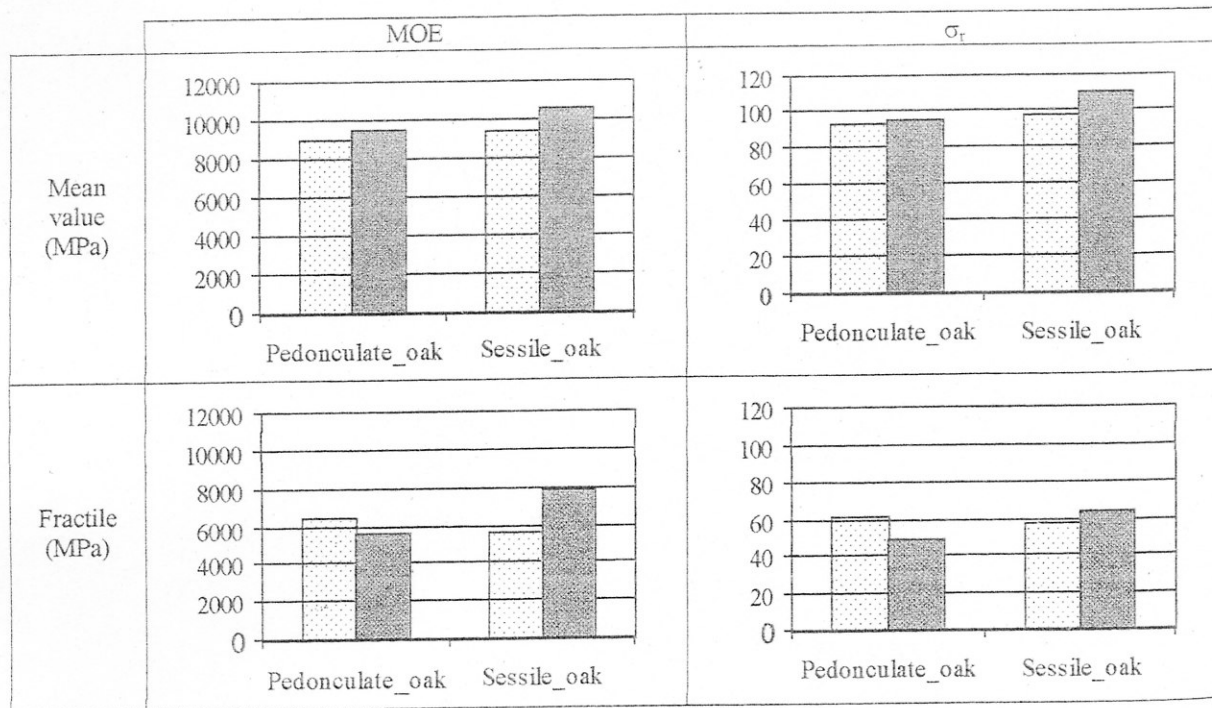 MOE
σr
Mean
value
(MPa)
12000
10000
8000
6000
4000
2000
0
Pedonculate_oak
Sessile_oak
120
100
80
60
40
20
0
Pedonculate_oak
Sessile_oak
Fractile
(MPa)
12000
10000
8000
6000
4000
2000
0
Pedonculate_oak
Sessile_oak
120
100
80
60
40
20
0
Pedonculate_oak
Sessile_oak